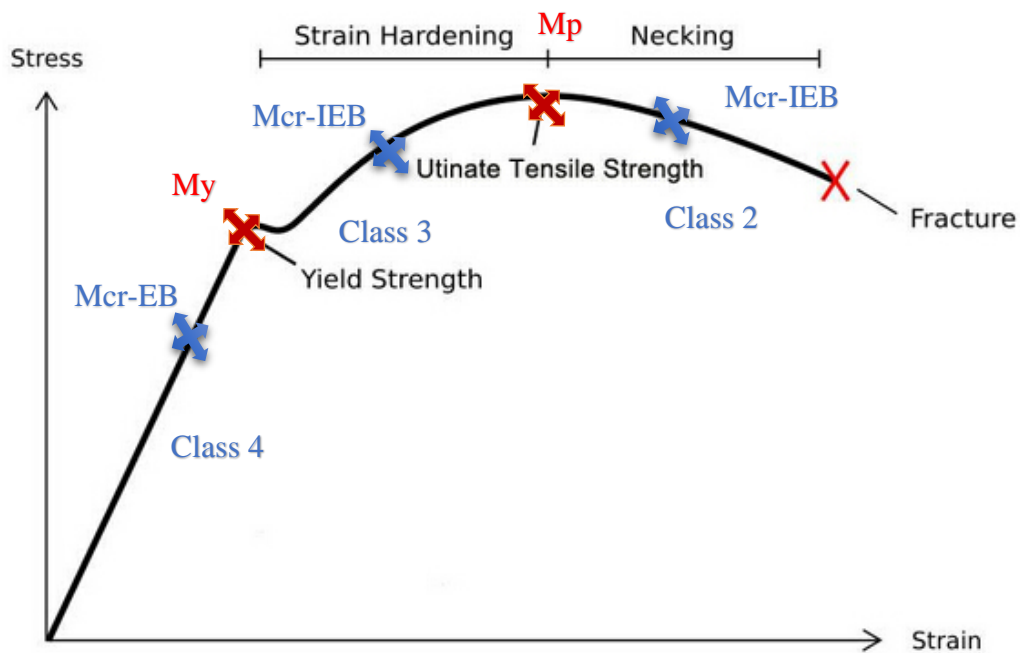 Mp
Strain Hardening
Necking
Stress
Mcr-IEB
Mcr-IEB
Utinate Tensile Strength
My
Class 3
Class 2
Fracture
Yield Strength
Mcr-EB
Class 4
Strain